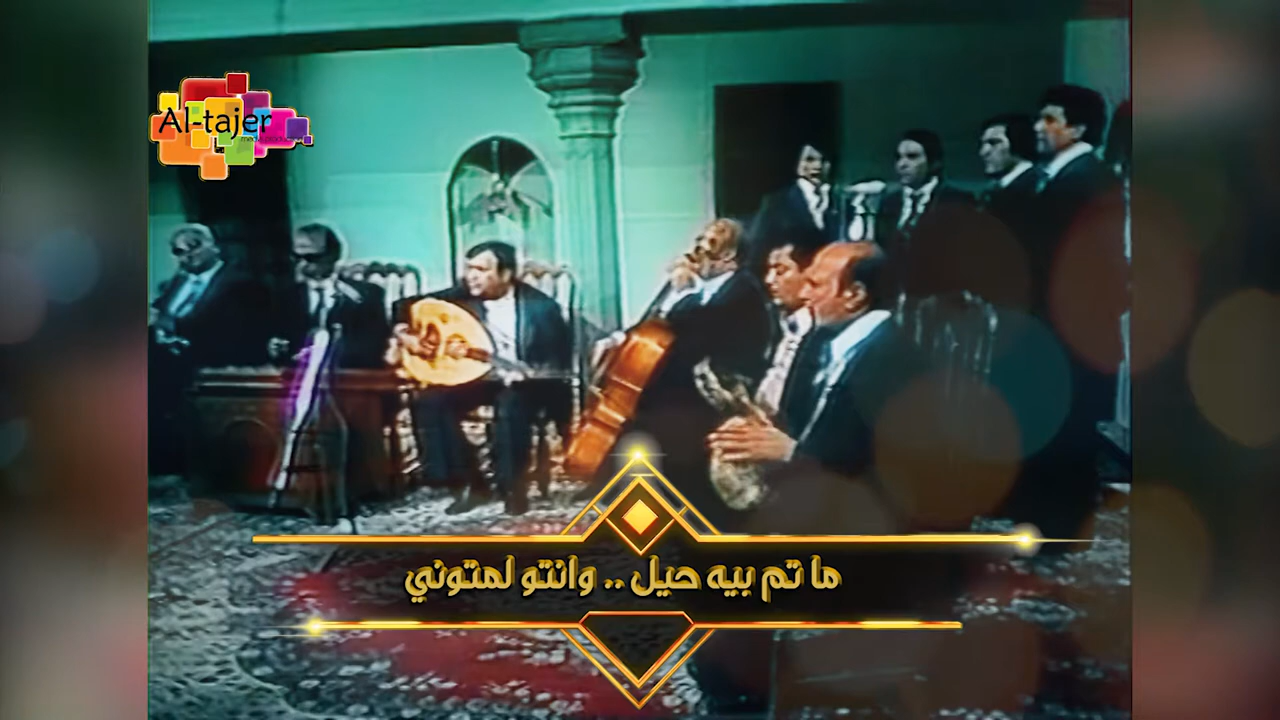 Al-tajer
ما تم بيه حيل .. وانتو لمتوني